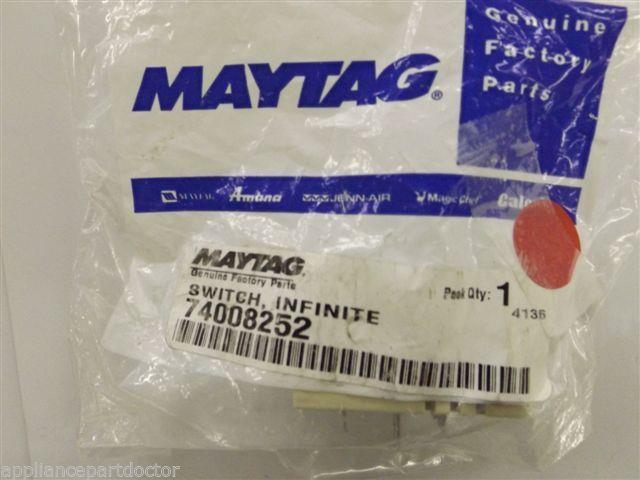 Genuine
Factory
Parts
MAYTAG®
MAYTAG Amana JENN-AIR Magic Chef Calo
MAYTAG
Genuine Factory Parts
SWITCH, INFINITE
74008252
Pack Qty: 1
4136
appliancepartdoctor